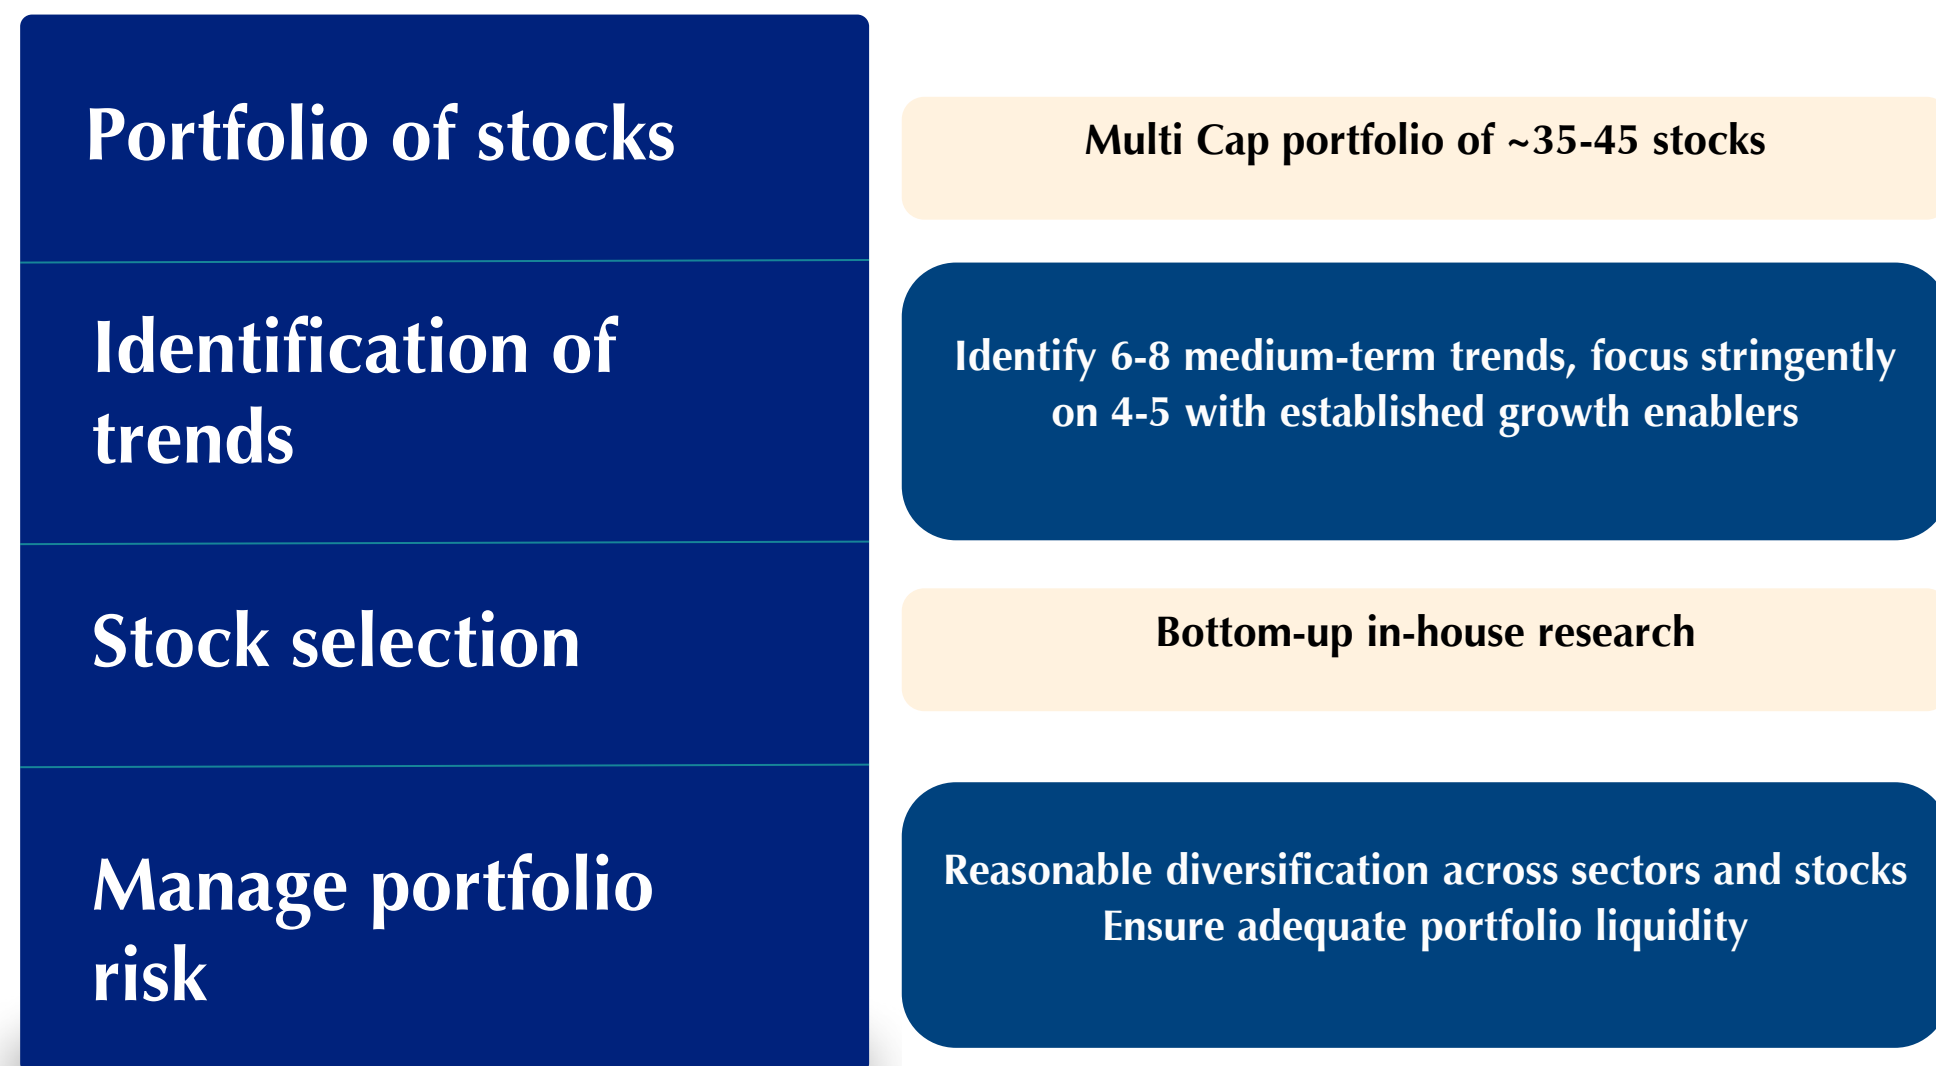 Portfolio of stocks
Multi Cap portfolio of ~35-45 stocks
Identification of
trends
Identify 6-8 medium-term trends, focus stringently
on 4-5 with established growth enablers
Stock selection
Bottom-up in-house research
Manage portfolio
risk
Reasonable diversification across sectors and stocks
Ensure adequate portfolio liquidity